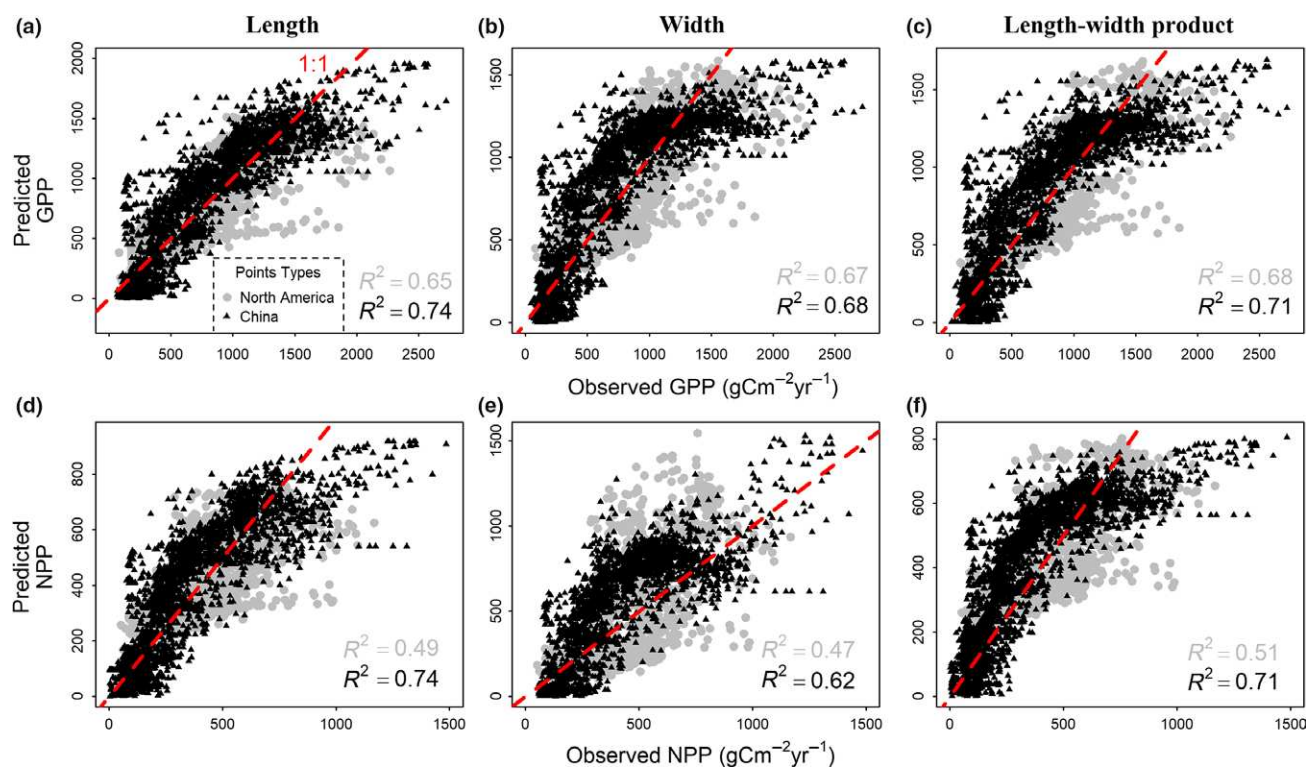 Length
Width
Length-width product
(a)
2000
1500
1000
500
0
Predicted
GPP
1:1
Points Types
North America
China
R² = 0.65
R² = 0.74
0 500 1000 1500 2000 2500
(b)
1500
1000
500
0
R² = 0.67
R² = 0.68
0 500 1000 1500 2000 2500
(c)
1500
1000
500
0
R² = 0.68
R² = 0.71
0 500 1000 1500 2000 2500
Observed GPP (gCm⁻²yr⁻¹)
(d)
800
600
400
200
0
Predicted
NPP
R² = 0.49
R² = 0.74
0 500 1000 1500
(e)
1500
1000
500
0
R² = 0.47
R² = 0.62
0 500 1000 1500
(f)
800
600
400
200
0
R² = 0.51
R² = 0.71
0 500 1000 1500
Observed NPP (gCm⁻²yr⁻¹)